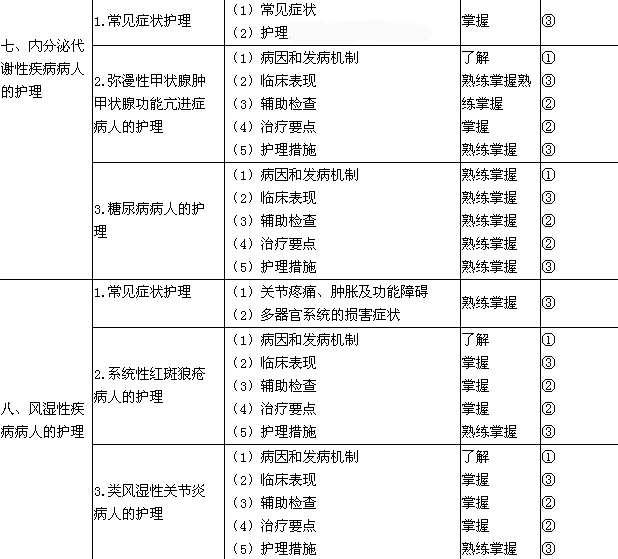 七、内分泌代
谢性疾病病人
的护理
1.常见症状护理
（1）常见症状
（2）护理
掌握
③
2.弥漫性甲状腺肿
甲状腺功能亢进症
病人的护理
（1）病因和发病机制 了解 ①
（2）临床表现 熟练掌握熟 ③
（3）辅助检查 练掌握 ②
（4）治疗要点 掌握 ②
（5）护理措施 熟练掌握 ③
3.糖尿病病人的护
理
（1）病因和发病机制 熟练掌握 ①
（2）临床表现 熟练掌握 ③
（3）辅助检查 熟练掌握 ②
（4）治疗要点 熟练掌握 ②
（5）护理措施 熟练掌握 ③
八、风湿性疾
病病人的护理
1.常见症状护理
（1）关节疼痛、肿胀及功能障碍
（2）多器官系统的损害症状
熟练掌握
③
2.系统性红斑狼疮
病人的护理
（1）病因和发病机制 了解 ①
（2）临床表现 掌握 ③
（3）辅助检查 掌握 ②
（4）治疗要点 掌握 ②
（5）护理措施 熟练掌握 ③
3.类风湿性关节炎
病人的护理
（1）病因和发病机制 了解 ①
（2）临床表现 掌握 ③
（3）辅助检查 掌握 ②
（4）治疗要点 掌握 ②
（5）护理措施 熟练掌握 ③